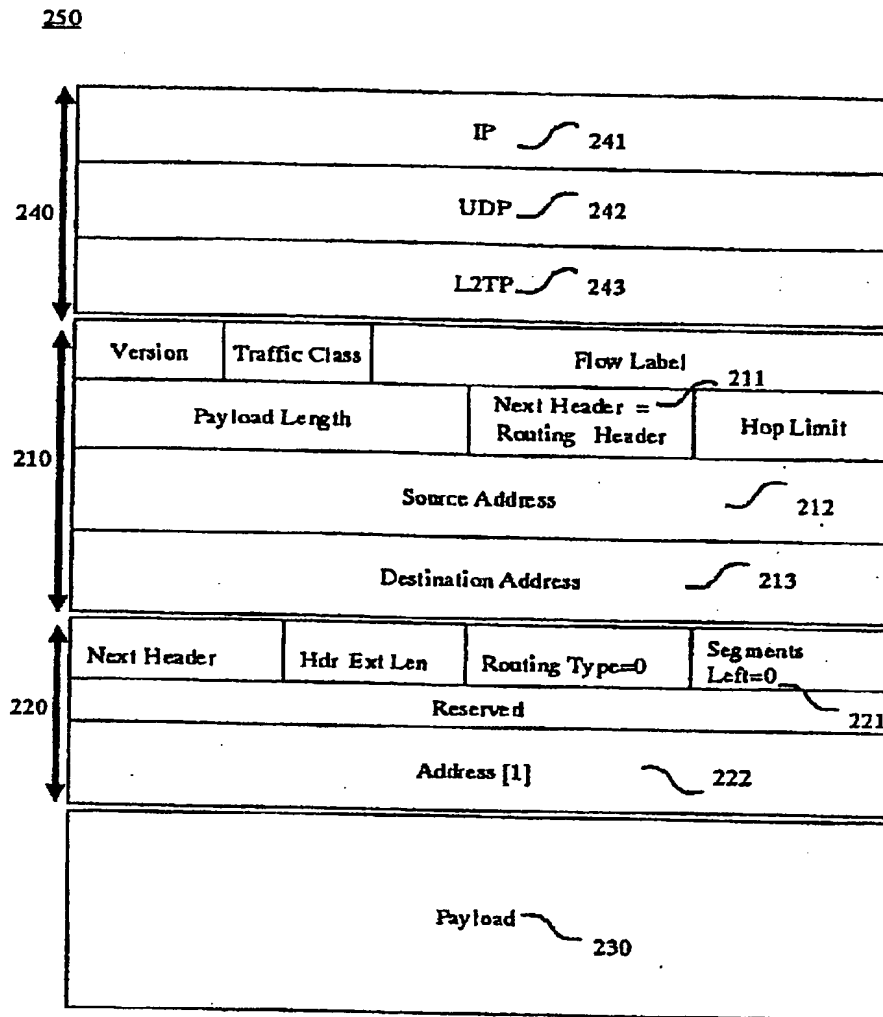 250
IP 241
240
UDP 242
L2TP 243
Version Traffic Class Flow Label
211
Payload Length Next Header = Routing Header Hop Limit
210
Source Address 212
Destination Address 213
Next Header Hdr Ext Len Routing Type=0 Segments Left=0
220
Reserved 221
Address [1] 222
Payload 230